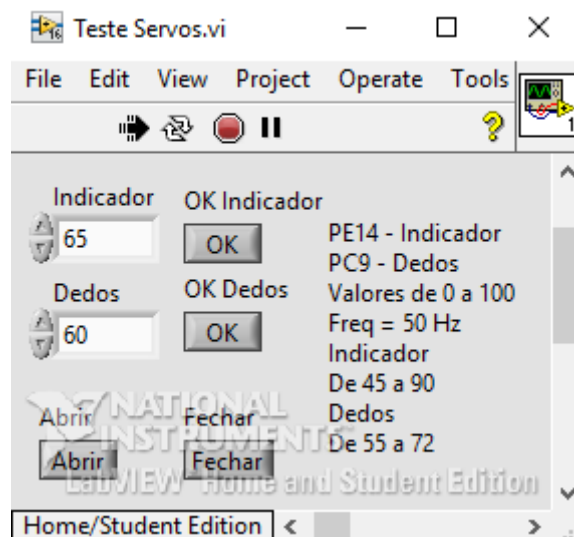 Teste Servos.vi
File Edit View Project Operate Tools
Indicador
65
OK Indicador
OK
Dedos
60
OK Dedos
OK
PE14 - Indicador
PC9 - Dedos
Valores de 0 a 100
Freq = 50 Hz
Indicador
De 45 a 90
Dedos
De 55 a 72
Abrir
Abrir
Fechar
Fechar
NATIONAL
INSTRUMENTS
LabVIEW Home and Student Edition
Home/Student Edition